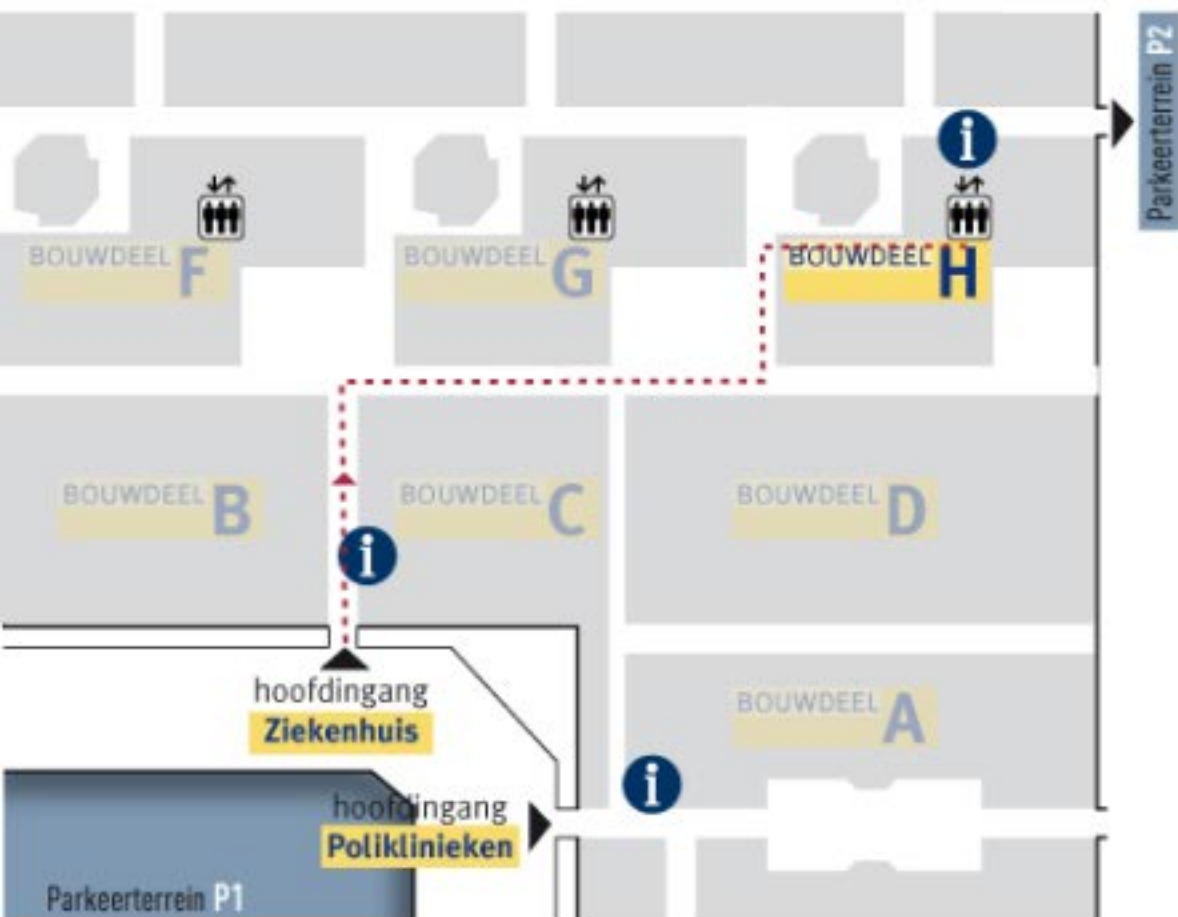 Parkeerterrein P2
i
BOUWDEEL F
BOUWDEEL G
BOUWDEEL H
BOUWDEEL B
BOUWDEEL C
BOUWDEEL D
i
hoofdingang
Ziekenhuis
BOUWDEEL A
i
hoofdingang
Poliklinieken
Parkeerterrein P1